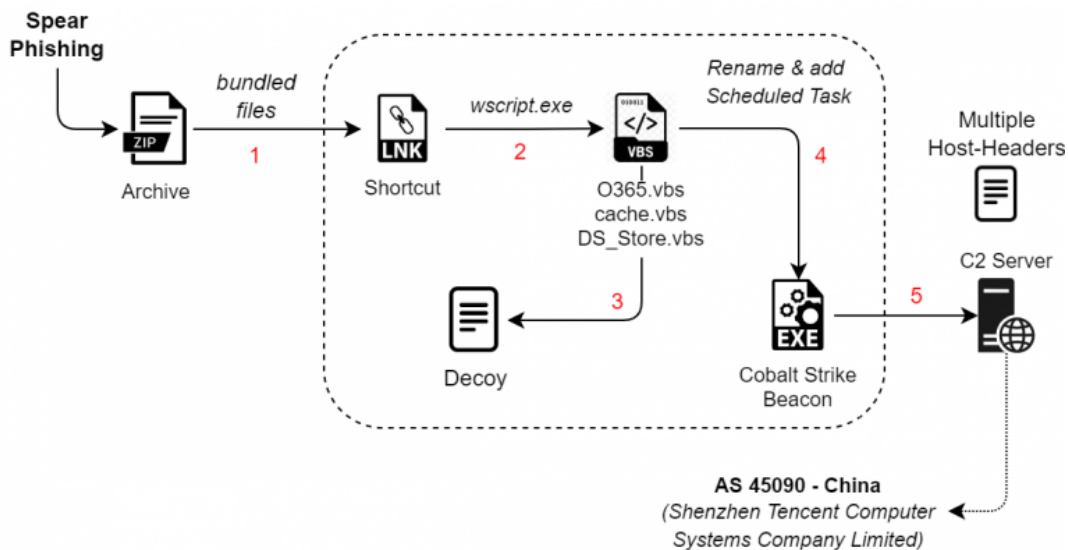 Spear
Phishing
bundled
files
1
ZIP
Archive
LNK
Shortcut
wscript.exe
2
010011
</>
VBS
O365.vbs
cache.vbs
DS_Store.vbs
3
Decoy
Rename & add
Scheduled Task
4
EXE
Cobalt Strike
Beacon
5
Multiple
Host-Headers
C2 Server
AS 45090 - China
(Shenzhen Tencent Computer
Systems Company Limited)